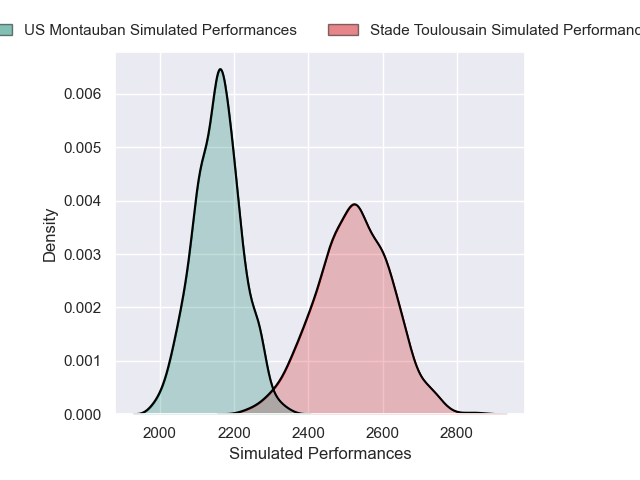 US Montauban Simulated Performances
Stade Toulousain Simulated
0.006
0.005
0.004
0.003
0.002
0.001
0.000
Density
2000 2200 2400 2600 2800
Simulated Performances